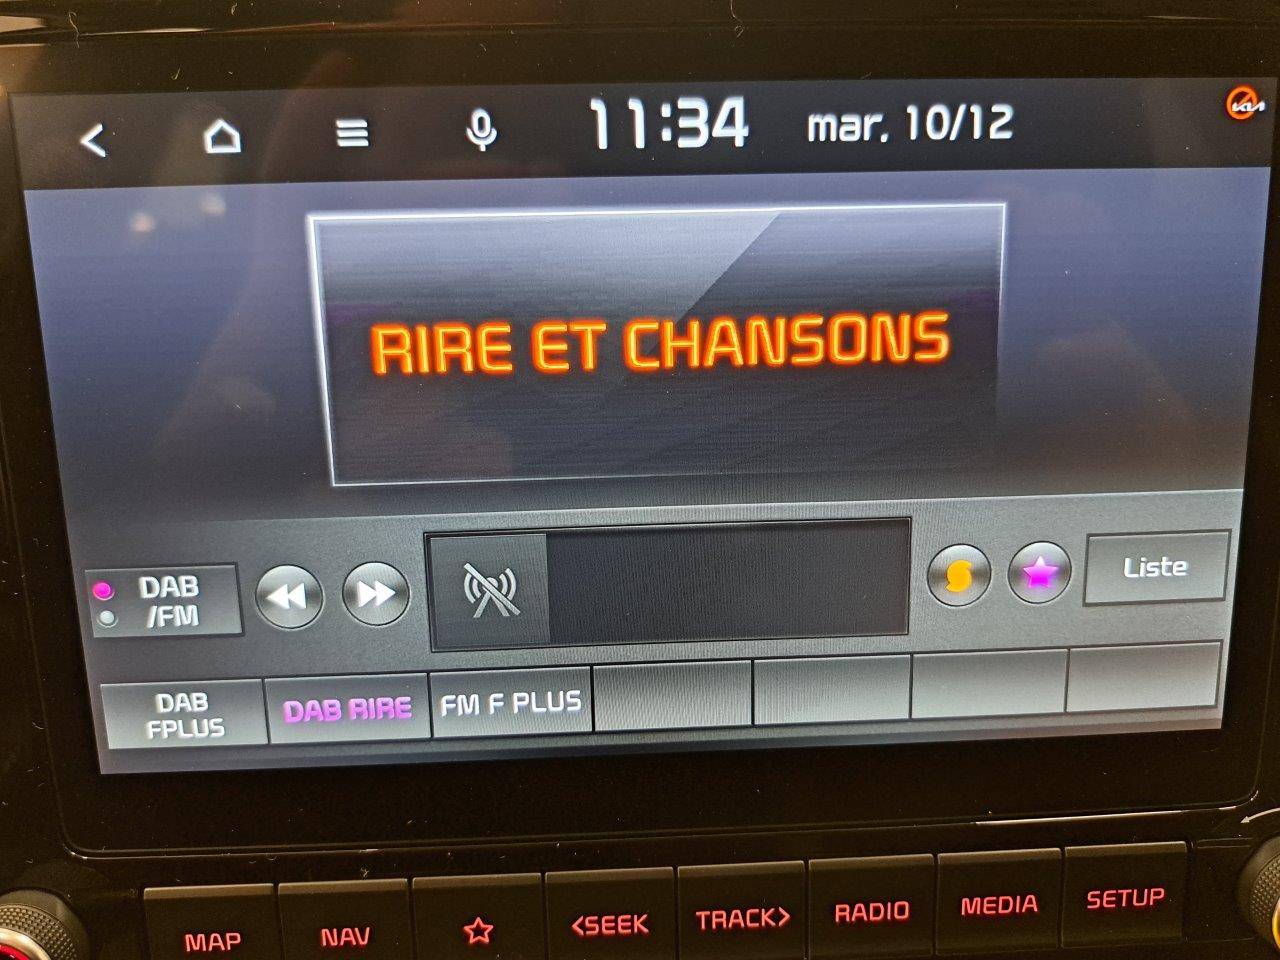 11:34 mar. 10/12
RIRE ET CHANSONS
DAB
/FM
Liste
DAB
FPLUS
DAB RIRE
FM F PLUS
MAP
NAV
<SEEK
TRACK>
RADIO
MEDIA
SETUP